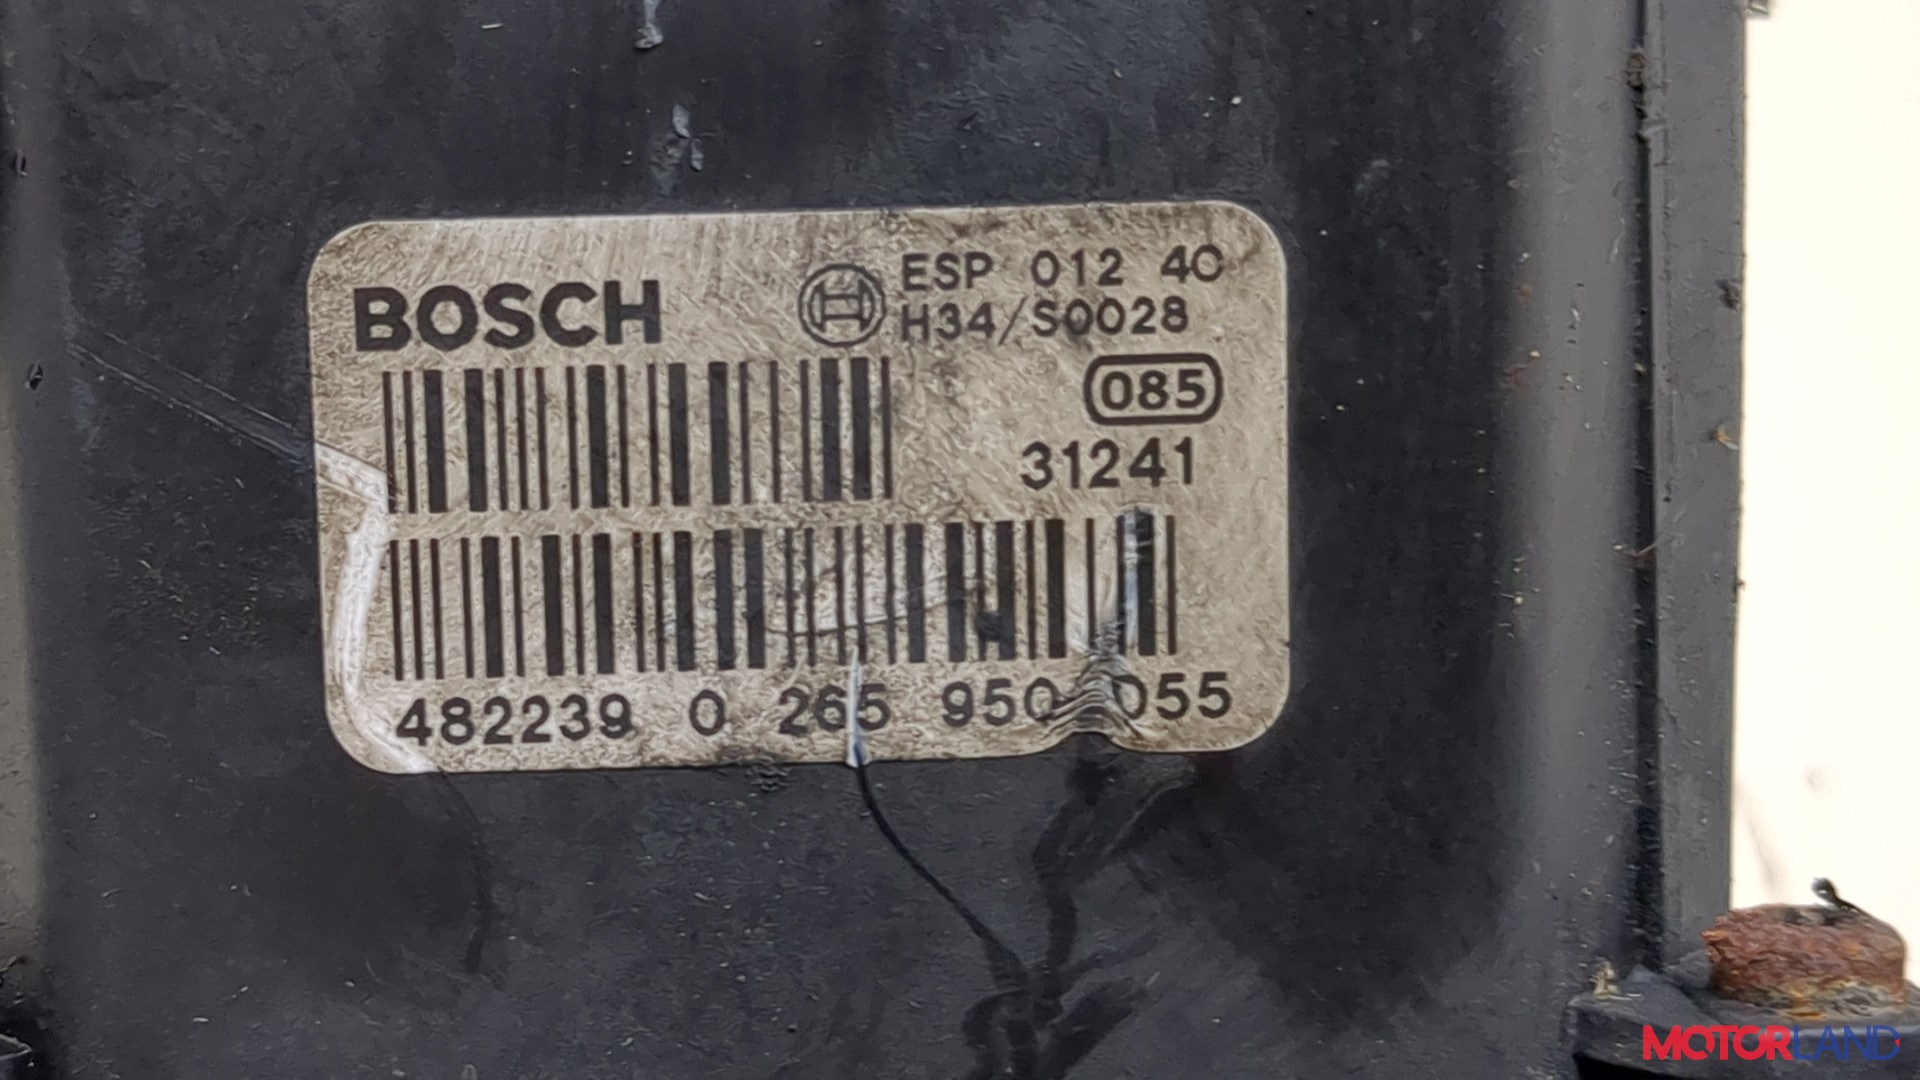 BOSCH
ESP 012 40
H34/S0028
085
31241
482239 0 265 950 055
MOTORLAND